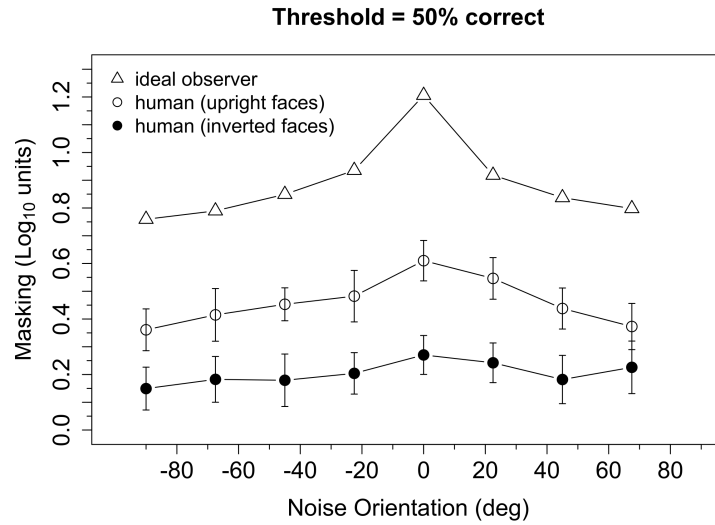 Threshold = 50% correct
ideal observer
human (upright faces)
human (inverted faces)
Masking (Log₁₀ units)
1.2
1.0
0.8
0.6
0.4
0.2
0.0
-80 -60 -40 -20 0 20 40 60 80
Noise Orientation (deg)